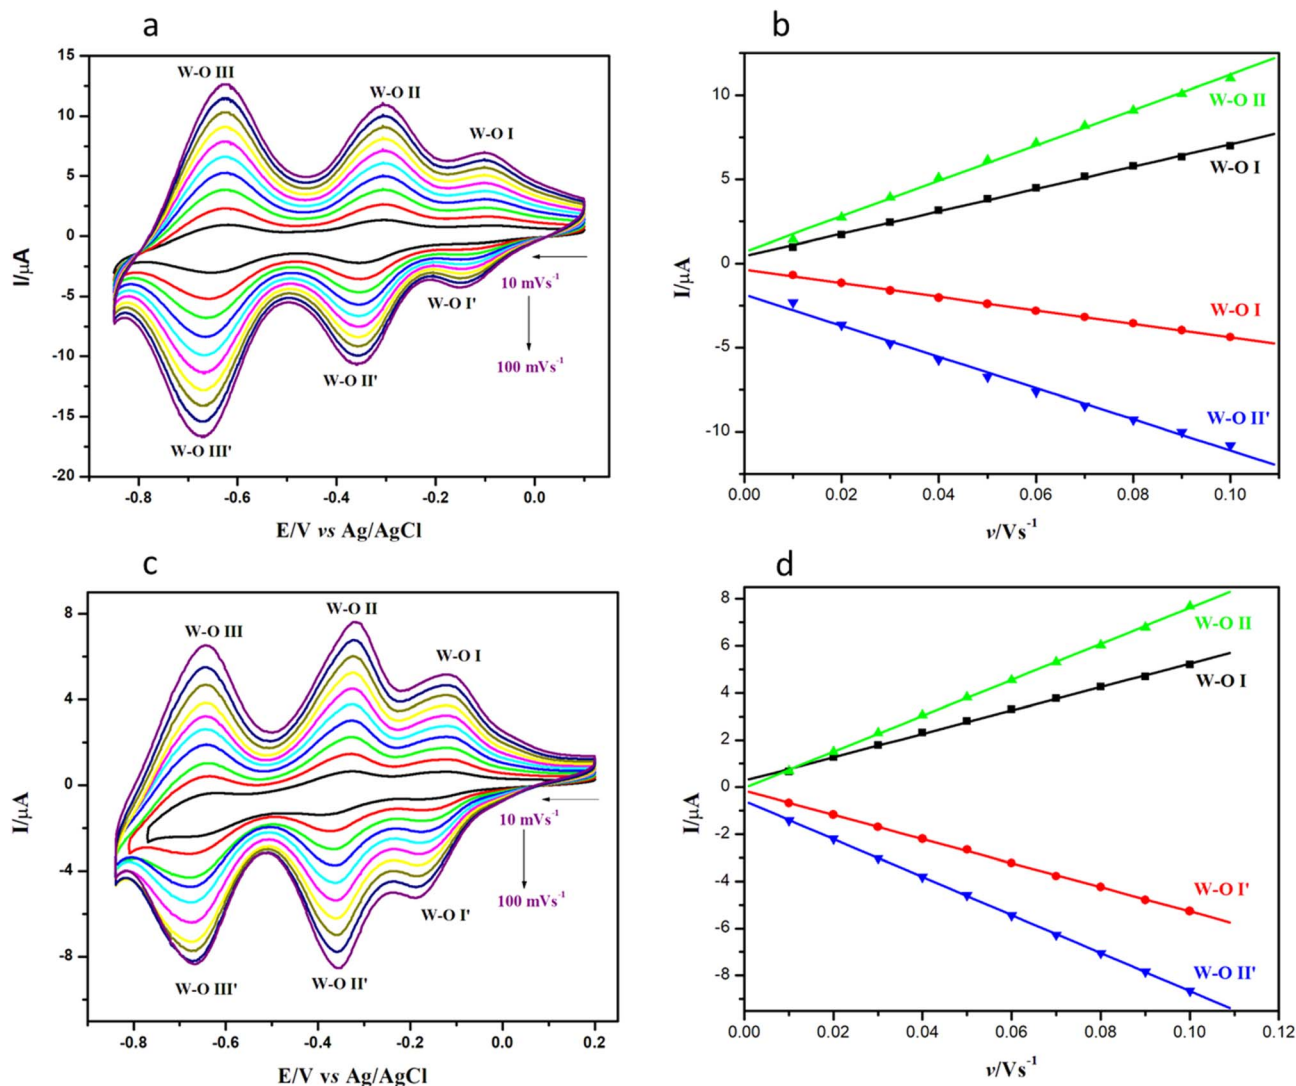 a
W-O III
W-O II
W-O I
W-O I'
10 mVs-1
100 mVs-1
W-O II'
W-O III'
15
10
5
0
-5
-10
-15
-20
I/μA
-0.8
-0.6
-0.4
-0.2
0.0
E/V vs Ag/AgCl
b
W-O II
W-O I
W-O I
W-O II'
10
5
0
-5
-10
I/μA
0.00
0.02
0.04
0.06
0.08
0.10
ν/Vs-1
c
W-O III
W-O II
W-O I
10 mVs-1
100 mVs-1
W-O I'
W-O III'
W-O II'
8
4
0
-4
-8
I/μA
-0.8
-0.6
-0.4
-0.2
0.0
0.2
E/V vs Ag/AgCl
d
W-O II
W-O I
W-O I'
W-O II'
8
6
4
2
0
-2
-4
-6
-8
I/μA
0.00
0.02
0.04
0.06
0.08
0.10
0.12
ν/Vs-1